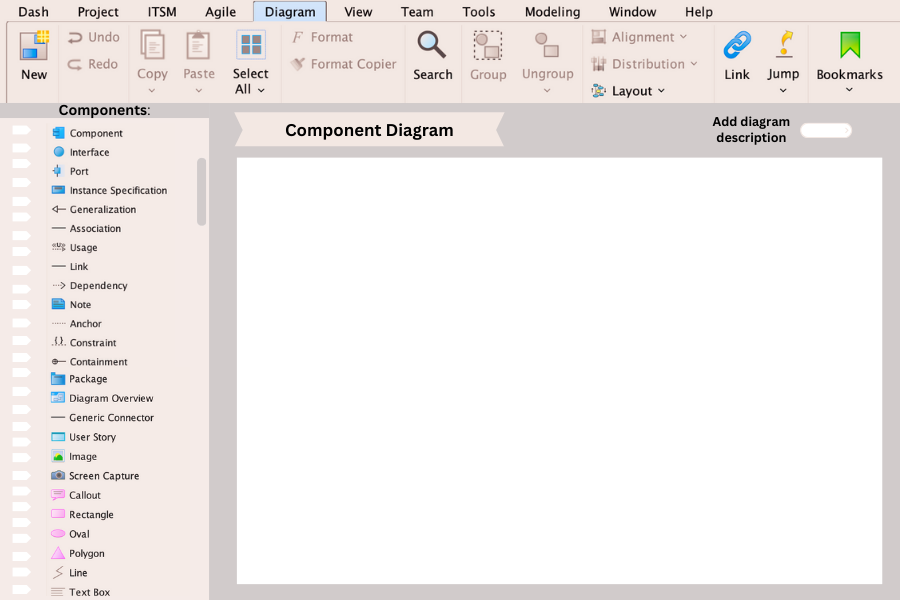 Dash Project ITSM Agile Diagram View Team Tools Modeling Window Help
Undo F Format Alignment
Redo Format Copier Distribution
New Copy Paste Select All Search Group Ungroup Layout Link Jump Bookmarks
Components:
Component Diagram
Add diagram
description
Component
Interface
Port
Instance Specification
Generalization
Association
Usage
Link
Dependency
Note
Anchor
Constraint
Containment
Package
Diagram Overview
Generic Connector
User Story
Image
Screen Capture
Callout
Rectangle
Oval
Polygon
Line
Text Box